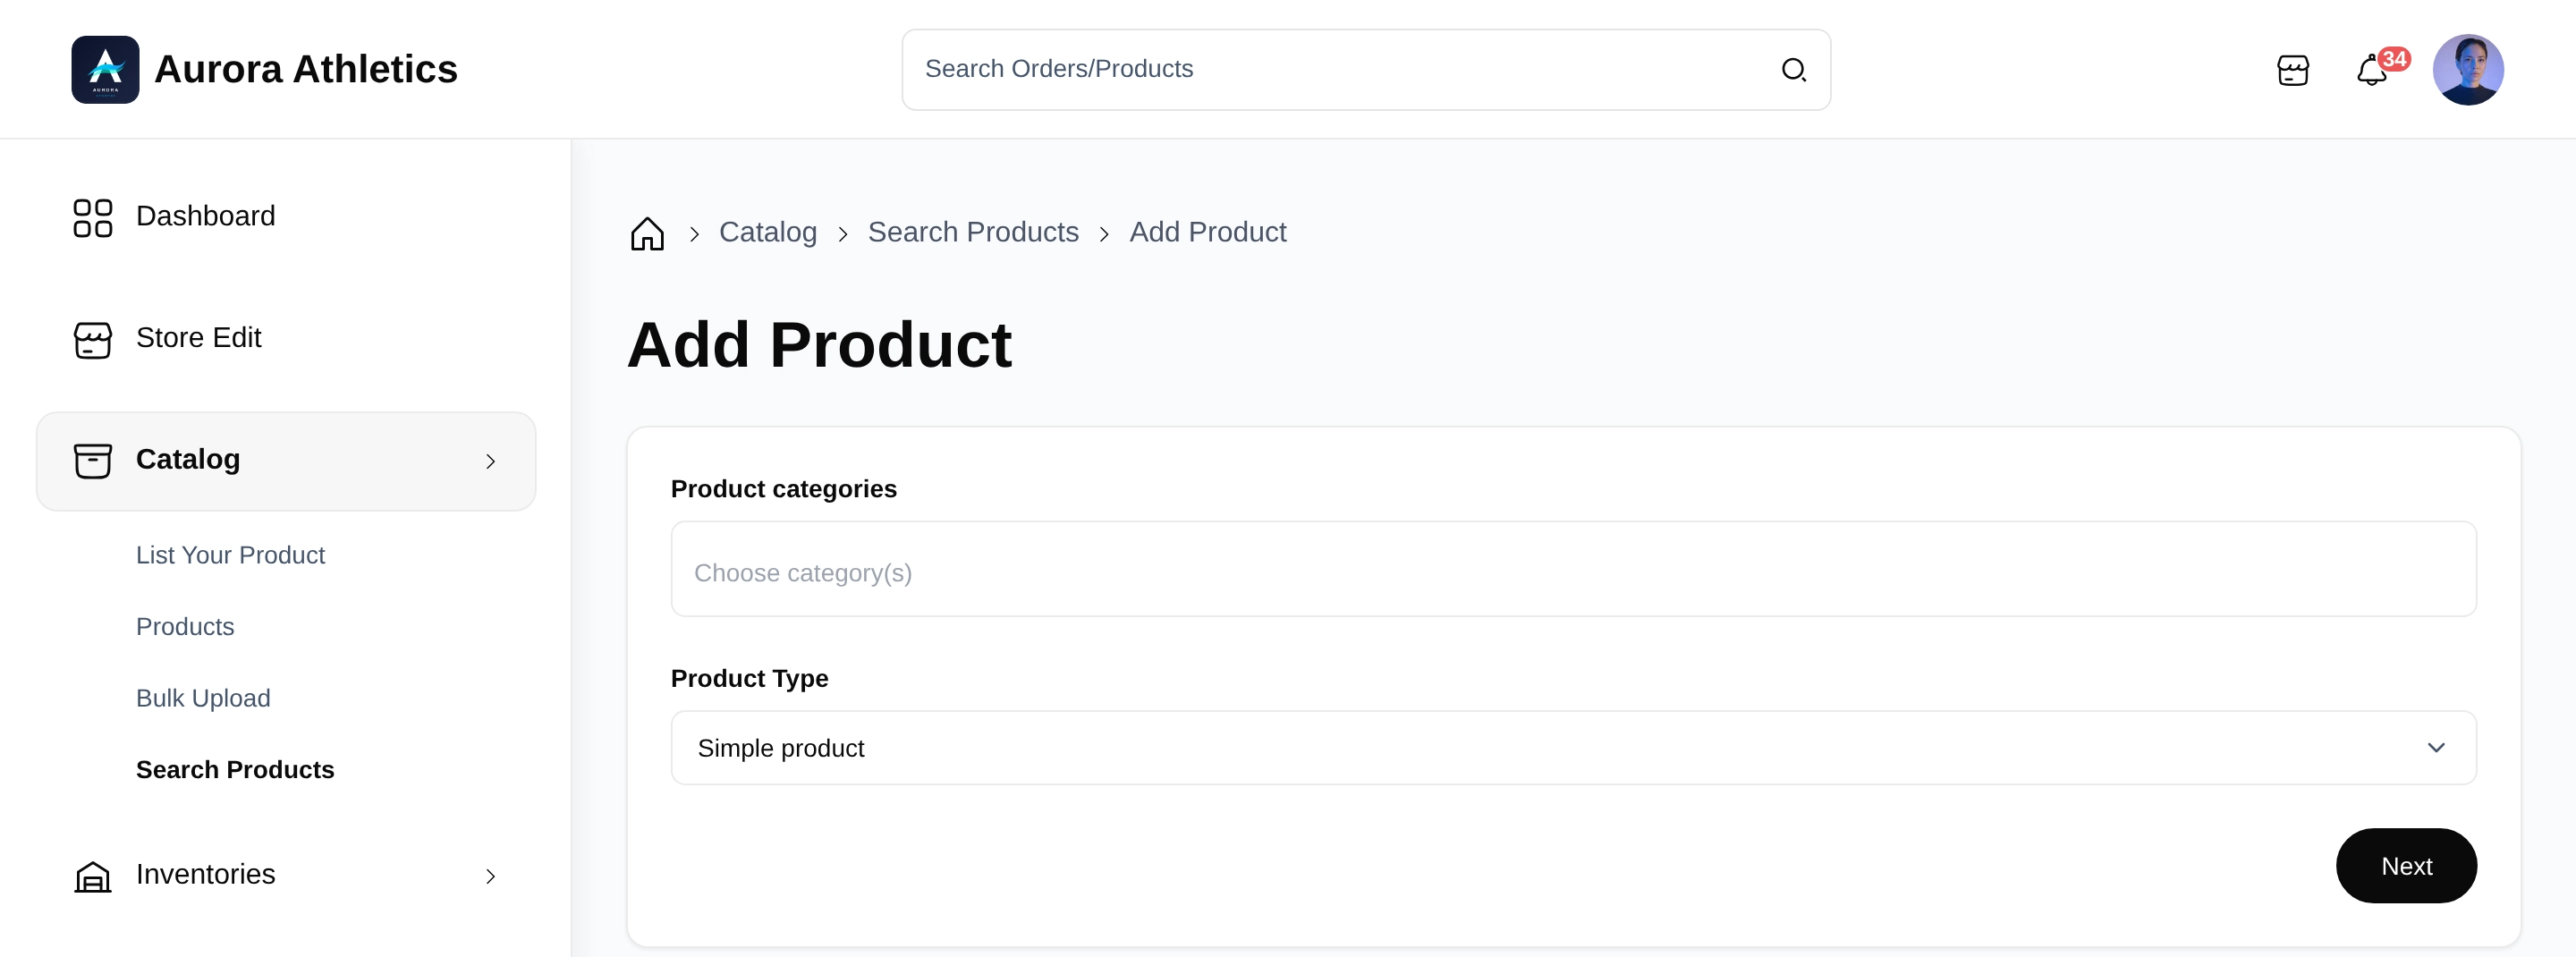 AURORA
Aurora Athletics
Search Orders/Products
34
Dashboard
Store Edit
Catalog
List Your Product
Products
Bulk Upload
Search Products
Inventories
Catalog
Search Products
Add Product
Add Product
Product categories
Choose category(s)
Product Type
Simple product
Next